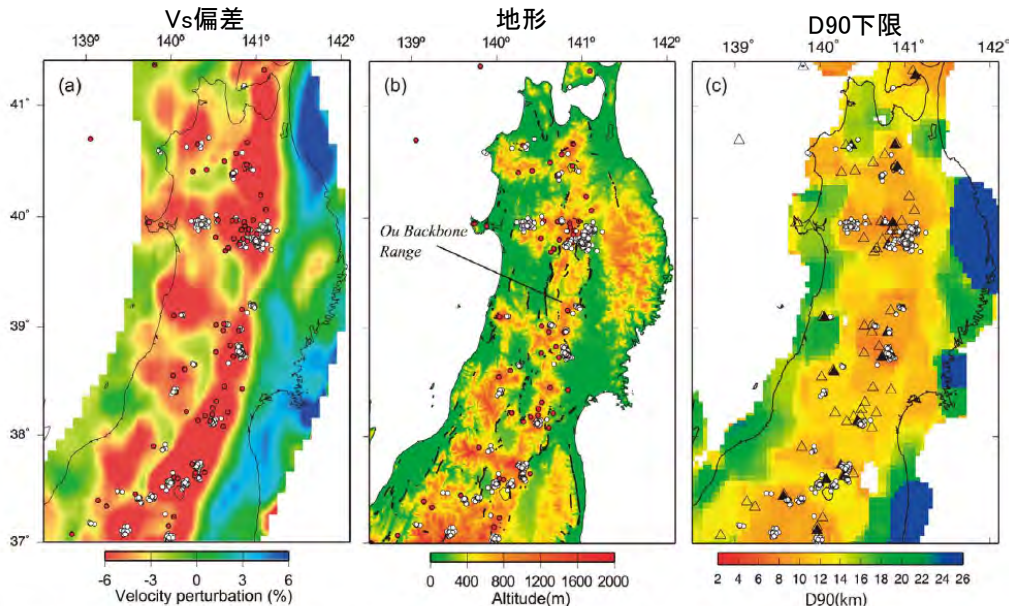 Vs偏差
地形
D90下限
139° 140° 141° 142°
139° 140° 141° 142°
139° 140° 141° 142°
(a)
(b)
(c)
41°
40°
39°
38°
37°
Ou Backbone
Range
-6 -3 0 3 6
Velocity perturbation (%)
0 400 800 1200 1600 2000
Altitude(m)
2 4 6 8 10 12 14 16 18 20 22 24 26
D90(km)